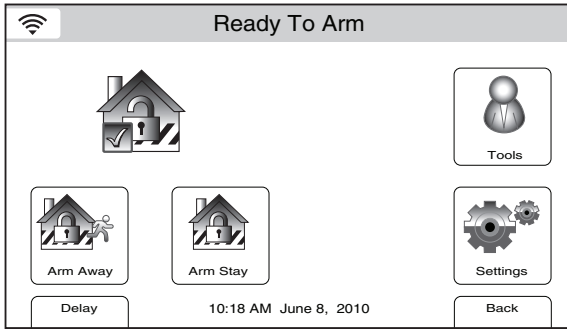 Ready To Arm
Tools
Arm Away
Arm Stay
Settings
Delay
10:18 AM June 8, 2010
Back